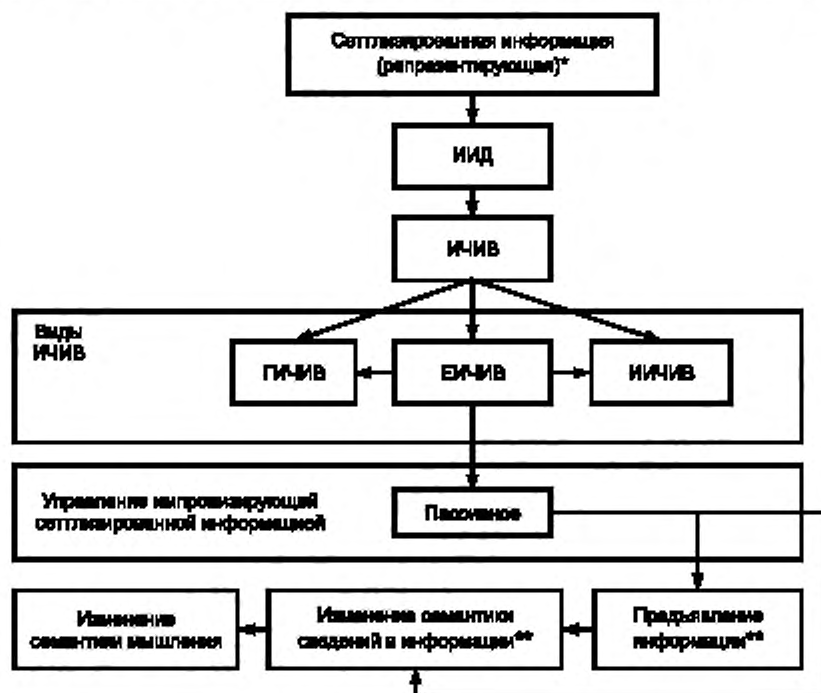 Сеттлизированная информация
(репрезентирующая)*
ИИД
ИЧИВ
Виды
ИЧИВ
ГИЧИВ
ЕИЧИВ
ИИЧИВ
Управление импровизирующей
сеттлизированной информацией
Пассивное
Изменение
семантики мышления
Изменение семантики
сведений в информации**
Предъявление
информации**